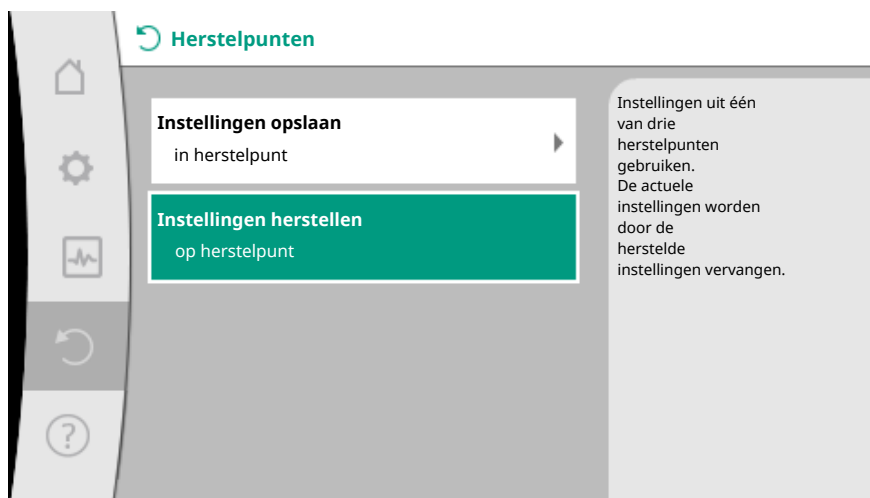 Herstelpunten
Instellingen opslaan
in herstelpunt
Instellingen herstellen
op herstelpunt
Instellingen uit één
van drie
herstelpunten
gebruiken.
De actuele
instellingen worden
door de
herstelde
instellingen vervangen.
?